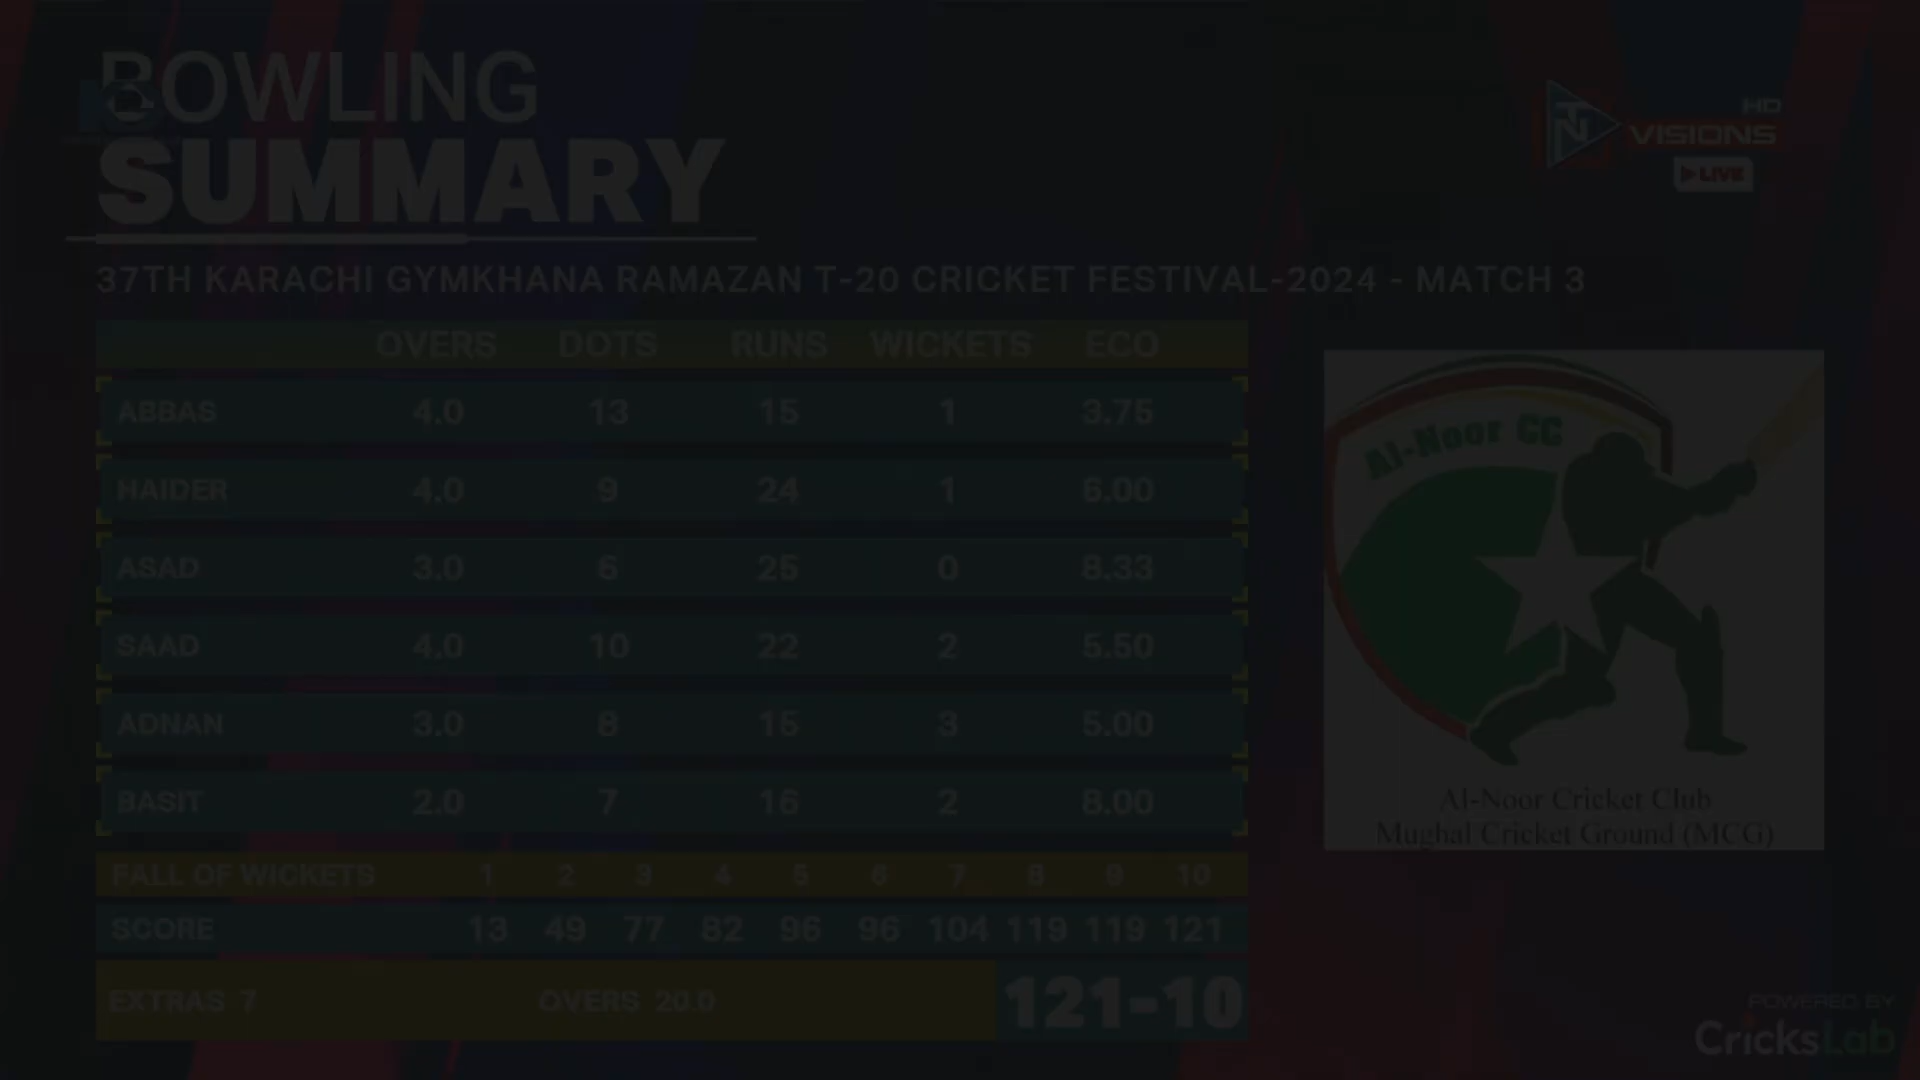 BOWLING
SUMMARY
HD
TN VISIONS
LIVE
37TH KARACHI GYMKHANA RAMAZAN T-20 CRICKET FESTIVAL-2024 - MATCH 3
OVERS DOTS RUNS WICKETS ECO
ABBAS 4.0 13 15 1 3.75
HAIDER 4.0 9 24 1 6.00
ASAD 3.0 6 25 0 8.33
SAAD 4.0 10 22 2 5.50
ADNAN 3.0 8 15 3 5.00
BASIT 2.0 7 16 2 8.00
FALL OF WICKETS 1 2 3 4 5 6 7 8 9 10
SCORE 13 49 77 82 96 96 104 119 119 121
EXTRAS 7 OVERS 20.0 121-10
Al-Noor CC
Al-Noor Cricket Club
Mughal Cricket Ground (MCG)
POWERED BY
CricksLab